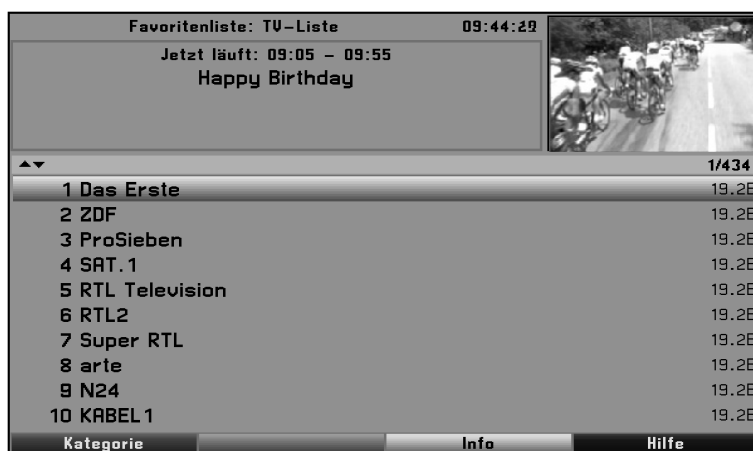 Favoritenliste: TV-Liste 09:44:29
Jetzt läuft: 09:05 - 09:55
Happy Birthday
1/434
1 Das Erste 19.2E
2 ZDF 19.2E
3 ProSieben 19.2E
4 SAT.1 19.2E
5 RTL Television 19.2E
6 RTL2 19.2E
7 Super RTL 19.2E
8 arte 19.2E
9 N24 19.2E
10 KABEL1 19.2E
Kategorie Info Hilfe